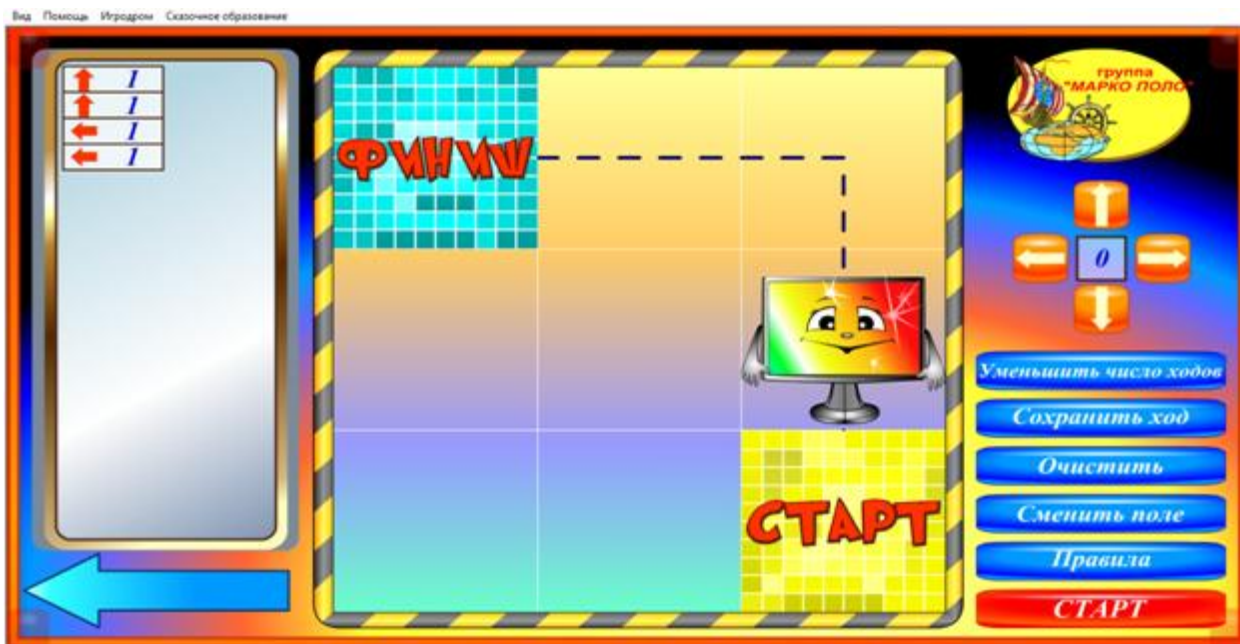 Вид Помощь Игродром Сказочное образование
1
1
1
1
ФИНИШ
СТАРТ
группа
"МАРКО ПОЛО"
0
Уменьшить число ходов
Сохранить ход
Очистить
Сменить поле
Правила
СТАРТ